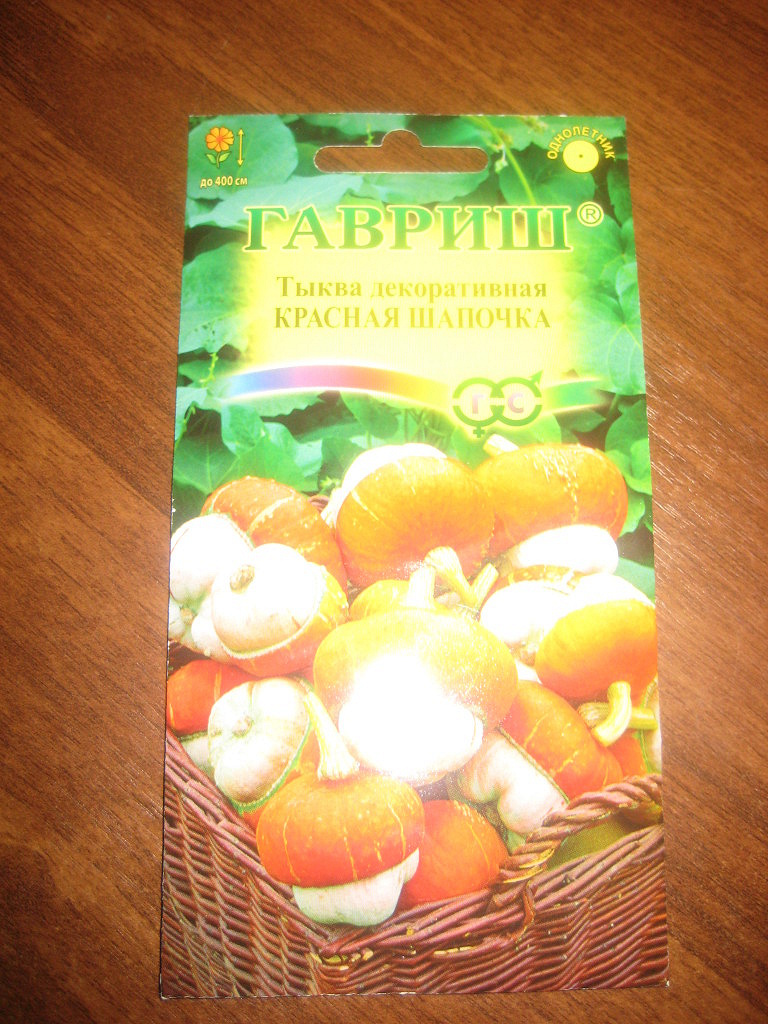 до 400 см
ОДНОЛЕТНИК
ГАВРИШ®
Тыква декоративная
КРАСНАЯ ШАПОЧКА
Г С